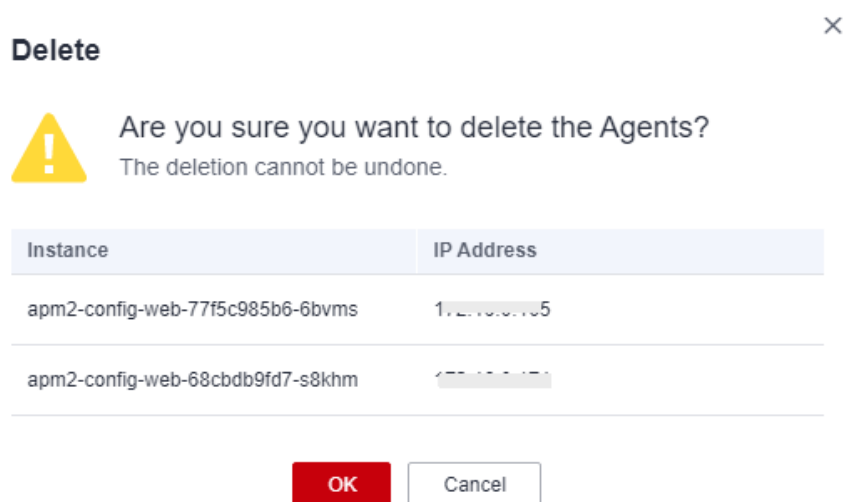 Delete
Are you sure you want to delete the Agents?
The deletion cannot be undone.
Instance IP Address
apm2-config-web-77f5c985b6-6bvms
apm2-config-web-68cbdb9fd7-s8khm
OK Cancel